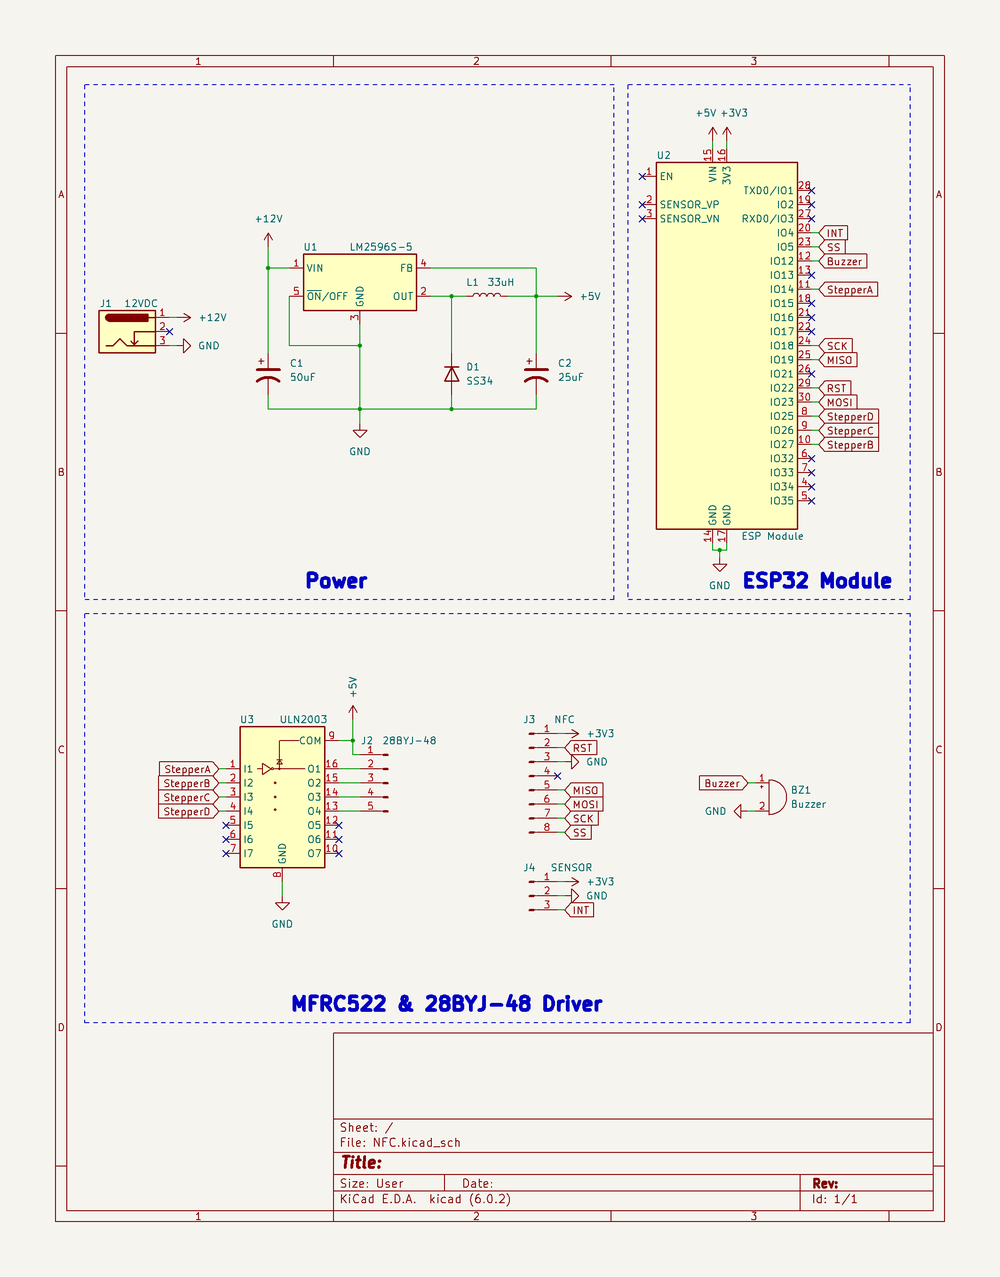 1 2 3
A A
B B
C C
D D
1 2 3
+12V
U1 LM2596S-5
1 VIN FB 4
5 ON/OFF OUT 2
GND
3
L1 33uH
+5V
J1 12VDC
1 +12V
2
3 GND
C1
50uF
D1
SS34
C2
25uF
GND
Power
+5V +3V3
U2
15 16
VIN 3V3
1 EN
2 SENSOR_VP
3 SENSOR_VN
TXD0/IO1 28
IO2 19
RXD0/IO3 27
IO4 20 INT
IO5 23 SS
IO12 12 Buzzer
IO13 13
IO14 11 StepperA
IO15 18
IO16 21
IO17 22
IO18 24 SCK
IO19 25 MISO
IO21 26
IO22 29 RST
IO23 30 MOSI
IO25 8 StepperD
IO26 9 StepperC
IO27 10 StepperB
IO32 6
IO33 7
IO34 4
IO35 5
GND GND
14 17
ESP Module
GND
ESP32 Module
+5V
U3 ULN2003
COM 9
StepperA 1 I1 O1 16
StepperB 2 I2 O2 15
StepperC 3 I3 O3 14
StepperD 4 I4 O4 13
5 I5 O5 12
6 I6 O6 11
7 I7 O7 10
GND
8
GND
J2 28BYJ-48
1
2
3
4
5
J3 NFC
1 +3V3
2 RST
3 GND
4
5 MISO
6 MOSI
7 SCK
8 SS
J4 SENSOR
1 +3V3
2 GND
3 INT
Buzzer 1
+
GND 2
BZ1
Buzzer
MFRC522 & 28BYJ-48 Driver
Sheet: /
File: NFC.kicad_sch
Title:
Size: User Date: Rev:
KiCad E.D.A. kicad (6.0.2) Id: 1/1